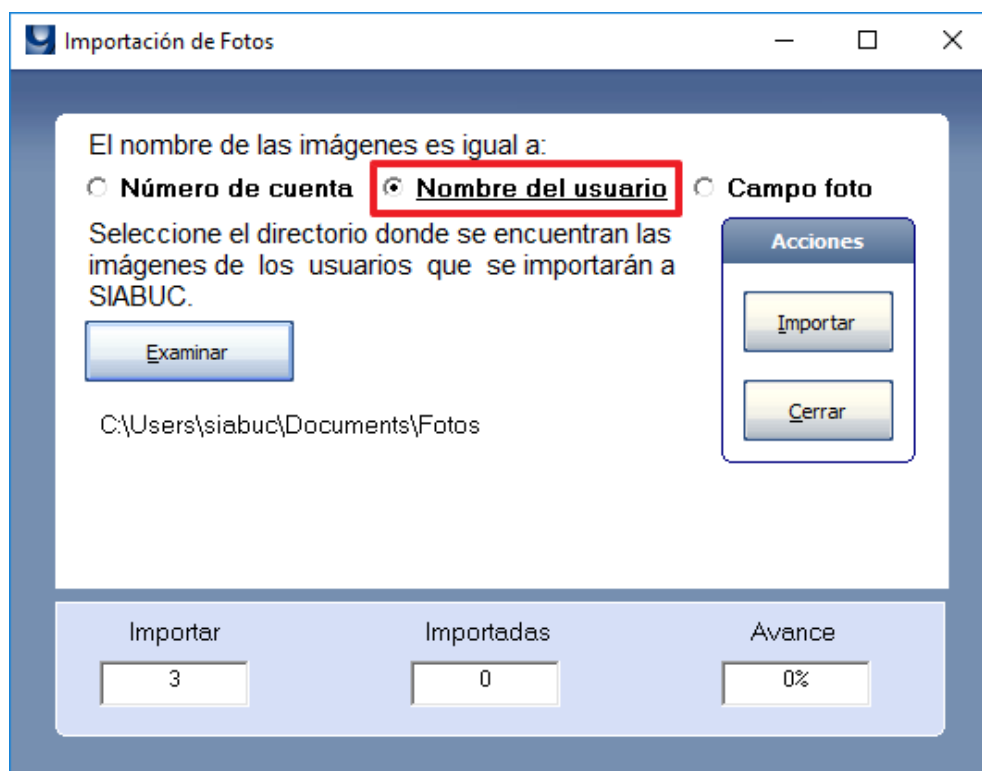 Importación de Fotos
El nombre de las imágenes es igual a:
Número de cuenta Nombre del usuario Campo foto
Seleccione el directorio donde se encuentran las
imágenes de los usuarios que se importarán a
SIABUC.
Examinar
C:\Users\siabuc\Documents\Fotos
Acciones
Importar
Cerrar
Importar Importadas Avance
3 0 0%